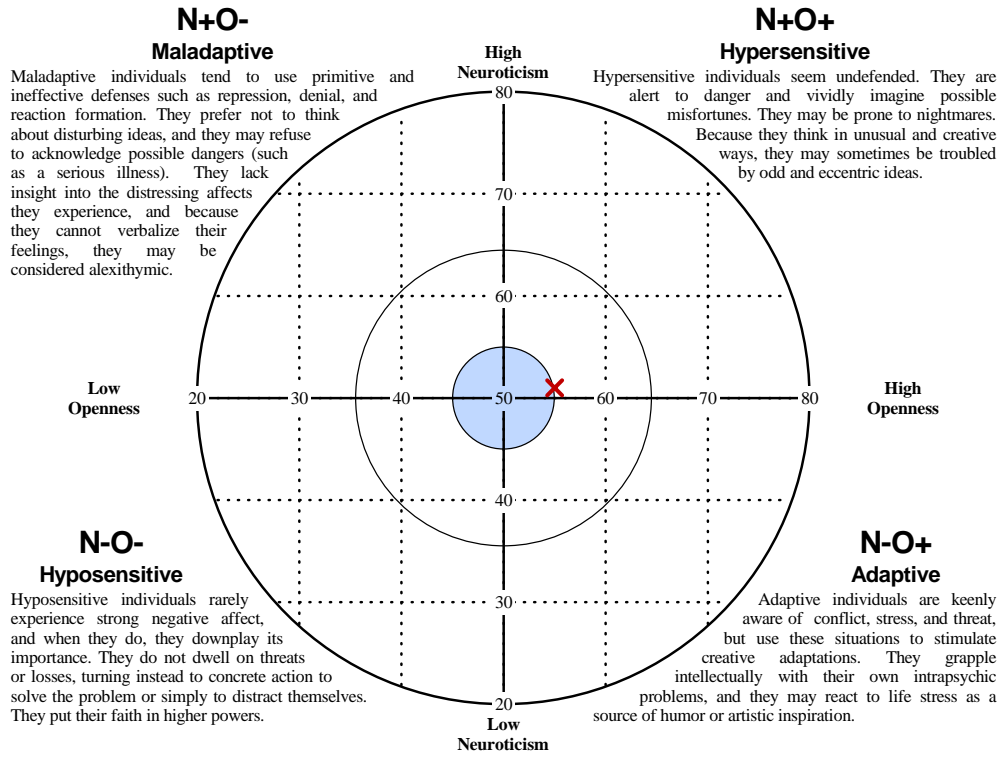 N+O-
Maladaptive
Maladaptive individuals tend to use primitive and
ineffective defenses such as repression, denial, and
reaction formation. They prefer not to think
about disturbing ideas, and they may refuse
to acknowledge possible dangers (such
as a serious illness). They lack
insight into the distressing affects
they experience, and because
they cannot verbalize their
feelings, they may be
considered alexithymic.
High
Neuroticism
N+O+
Hypersensitive
Hypersensitive individuals seem undefended. They are
alert to danger and vividly imagine possible
misfortunes. They may be prone to nightmares.
Because they think in unusual and creative
ways, they may sometimes be troubled
by odd and eccentric ideas.
80
70
60
Low
Openness
20 30 40 50 60 70 80
High
Openness
40
30
20
N-O-
Hyposensitive
Hyposensitive individuals rarely
experience strong negative affect,
and when they do, they downplay its
importance. They do not dwell on threats
or losses, turning instead to concrete action to
solve the problem or simply to distract themselves.
They put their faith in higher powers.
Low
Neuroticism
N-O+
Adaptive
Adaptive individuals are keenly
aware of conflict, stress, and threat,
but use these situations to stimulate
creative adaptations. They grapple
intellectually with their own intrapsychic
problems, and they may react to life stress as a
source of humor or artistic inspiration.